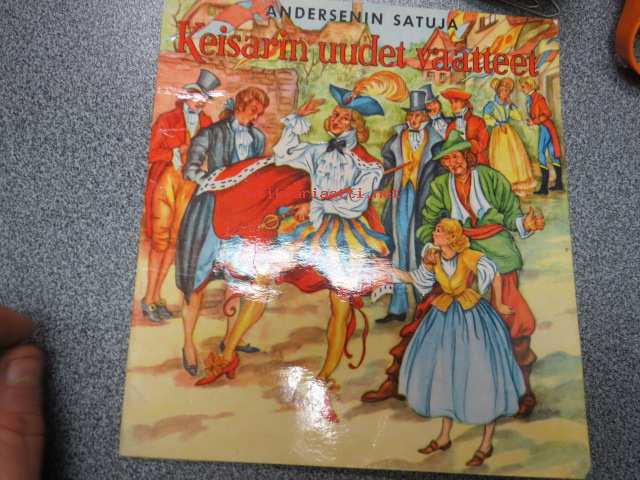 ANDERSENIN SATUJA
Keisarin uudet vaatteet